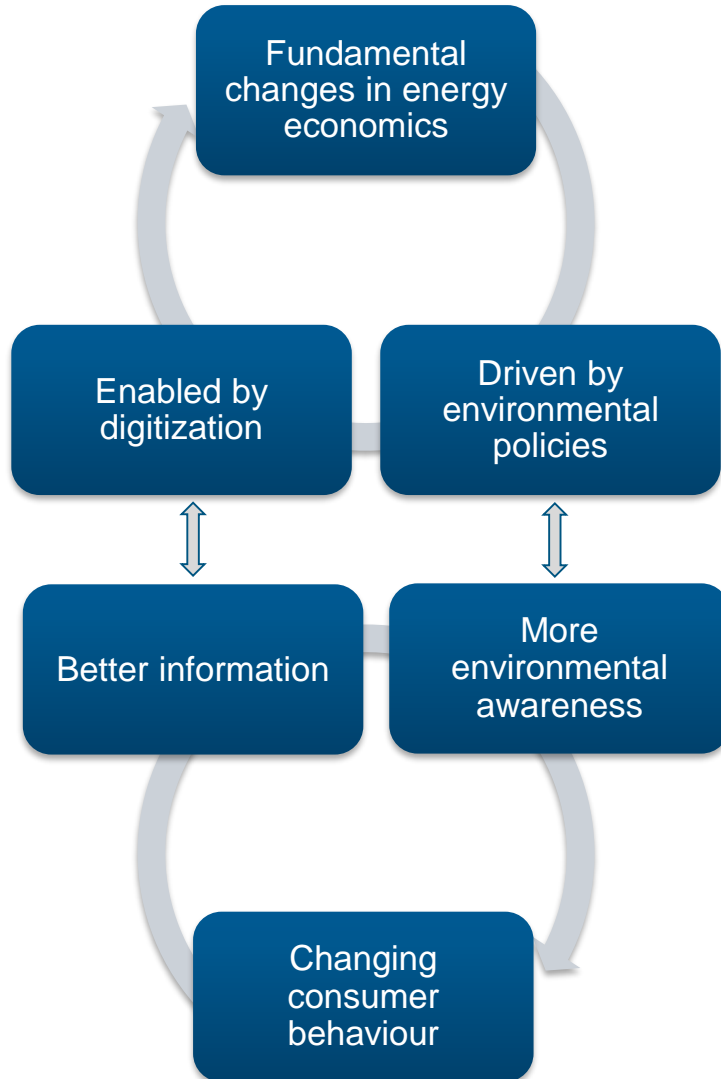 Fundamental
changes in energy
economics
Enabled by
digitization
Driven by
environmental
policies
Better information
More
environmental
awareness
Changing
consumer
behaviour